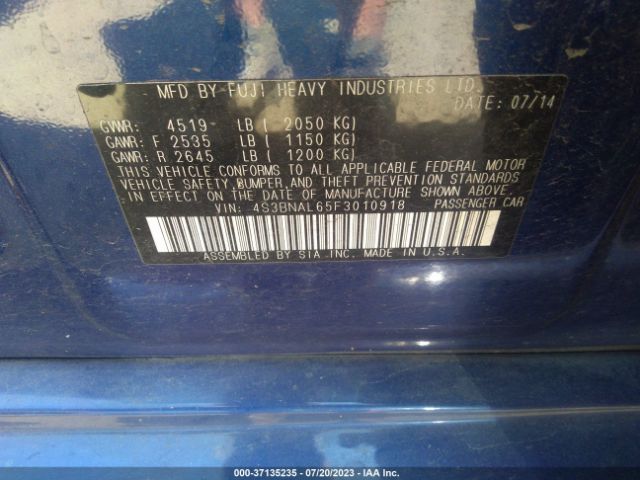 MFD BY FUJI HEAVY INDUSTRIES LTD.
DATE: 07/14
GVWR: 4519 LB ( 2050 KG)
GAWR: F 2535 LB ( 1150 KG)
GAWR: R 2645 LB ( 1200 KG)
THIS VEHICLE CONFORMS TO ALL APPLICABLE FEDERAL MOTOR
VEHICLE SAFETY, BUMPER, AND THEFT PREVENTION STANDARDS
IN EFFECT ON THE DATE OF MANUFACTURE SHOWN ABOVE.
VIN: 4S3BNAL65F3010918 PASSENGER CAR
ASSEMBLED BY SIA INC. MADE IN U.S.A.
000-37135235 - 07/20/2023 - IAA Inc.